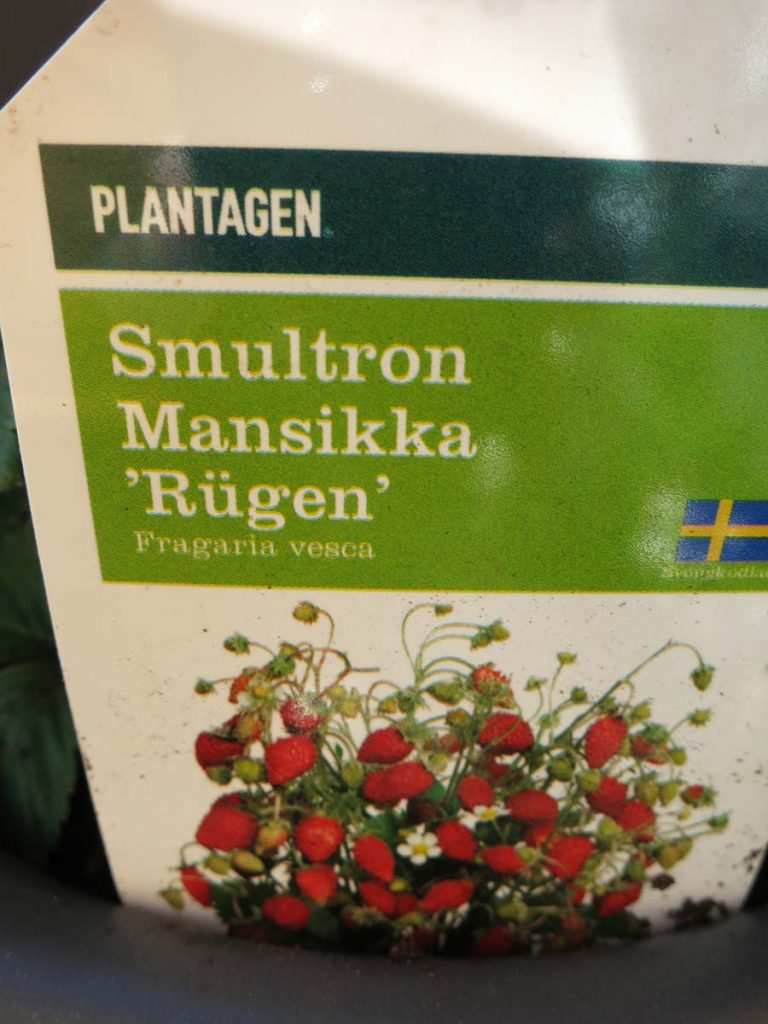 PLANTAGEN
Smultron
Mansikka
’Rügen’
Fragaria vesca